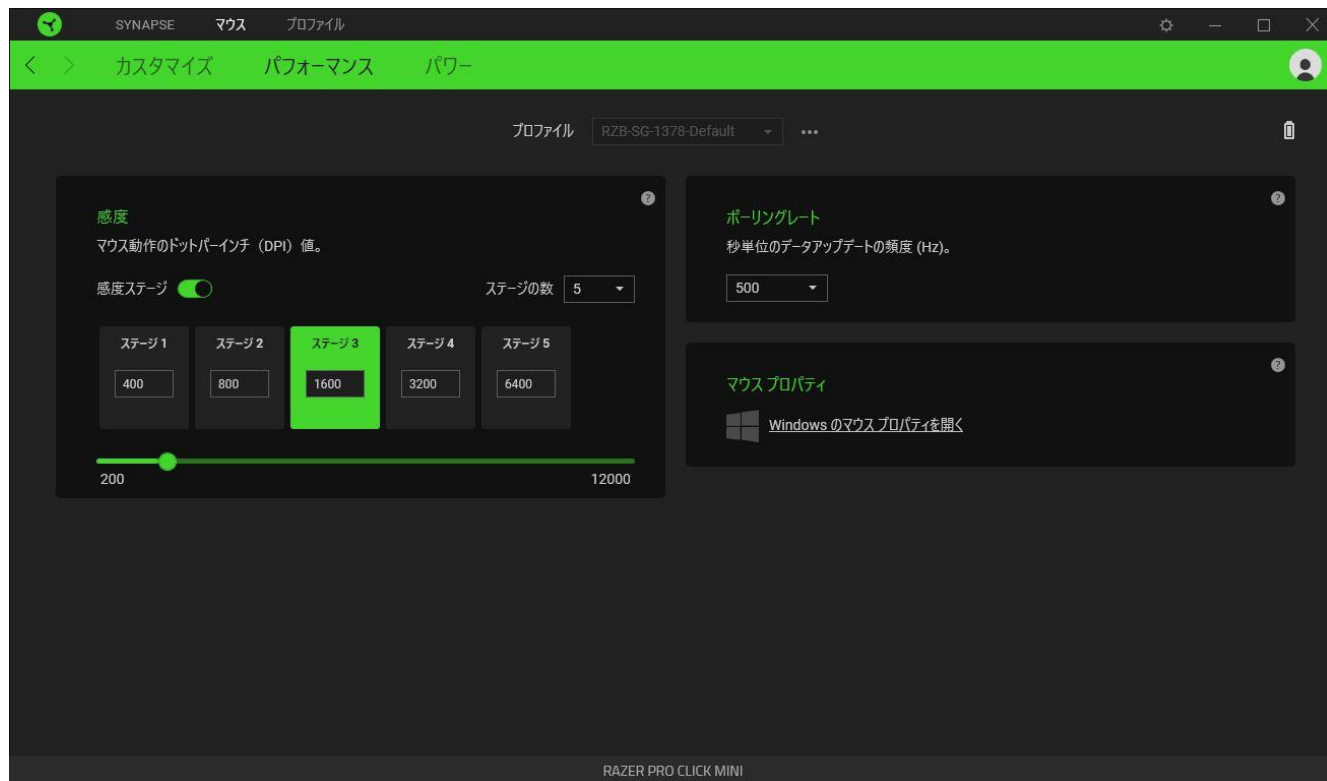 SYNAPSE マウス プロファイル
カスタマイズ パフォーマンス パワー
プロファイル RZB-SG-1378-Default
感度
マウス動作のドットパーインチ（DPI）値。
感度ステージ ステージの数 5
ステージ 1 ステージ 2 ステージ 3 ステージ 4 ステージ 5
400 800 1600 3200 6400
200 12000
ポーリングレート
秒単位のデータアップデートの頻度 (Hz)。
500
マウス プロパティ
Windows のマウス プロパティを開く
RAZER PRO CLICK MINI